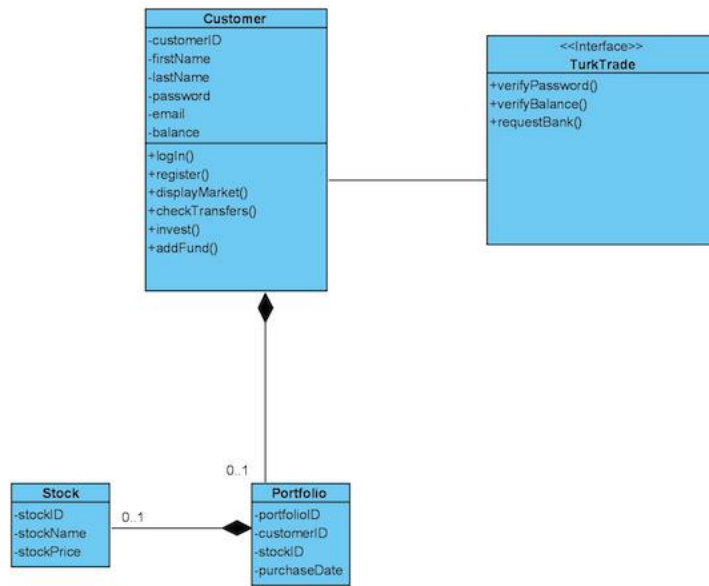 Customer
-customerID
-firstName
-lastName
-password
-email
-balance
+logIn()
+register()
+displayMarket()
+checkTransfers()
+invest()
+addFund()
<<Interface>>
TurkTrade
+verifyPassword()
+verifyBalance()
+requestBank()
0..1
Stock
-stockID
-stockName
-stockPrice
0..1
Portfolio
-portfolioID
-customerID
-stockID
-purchaseDate